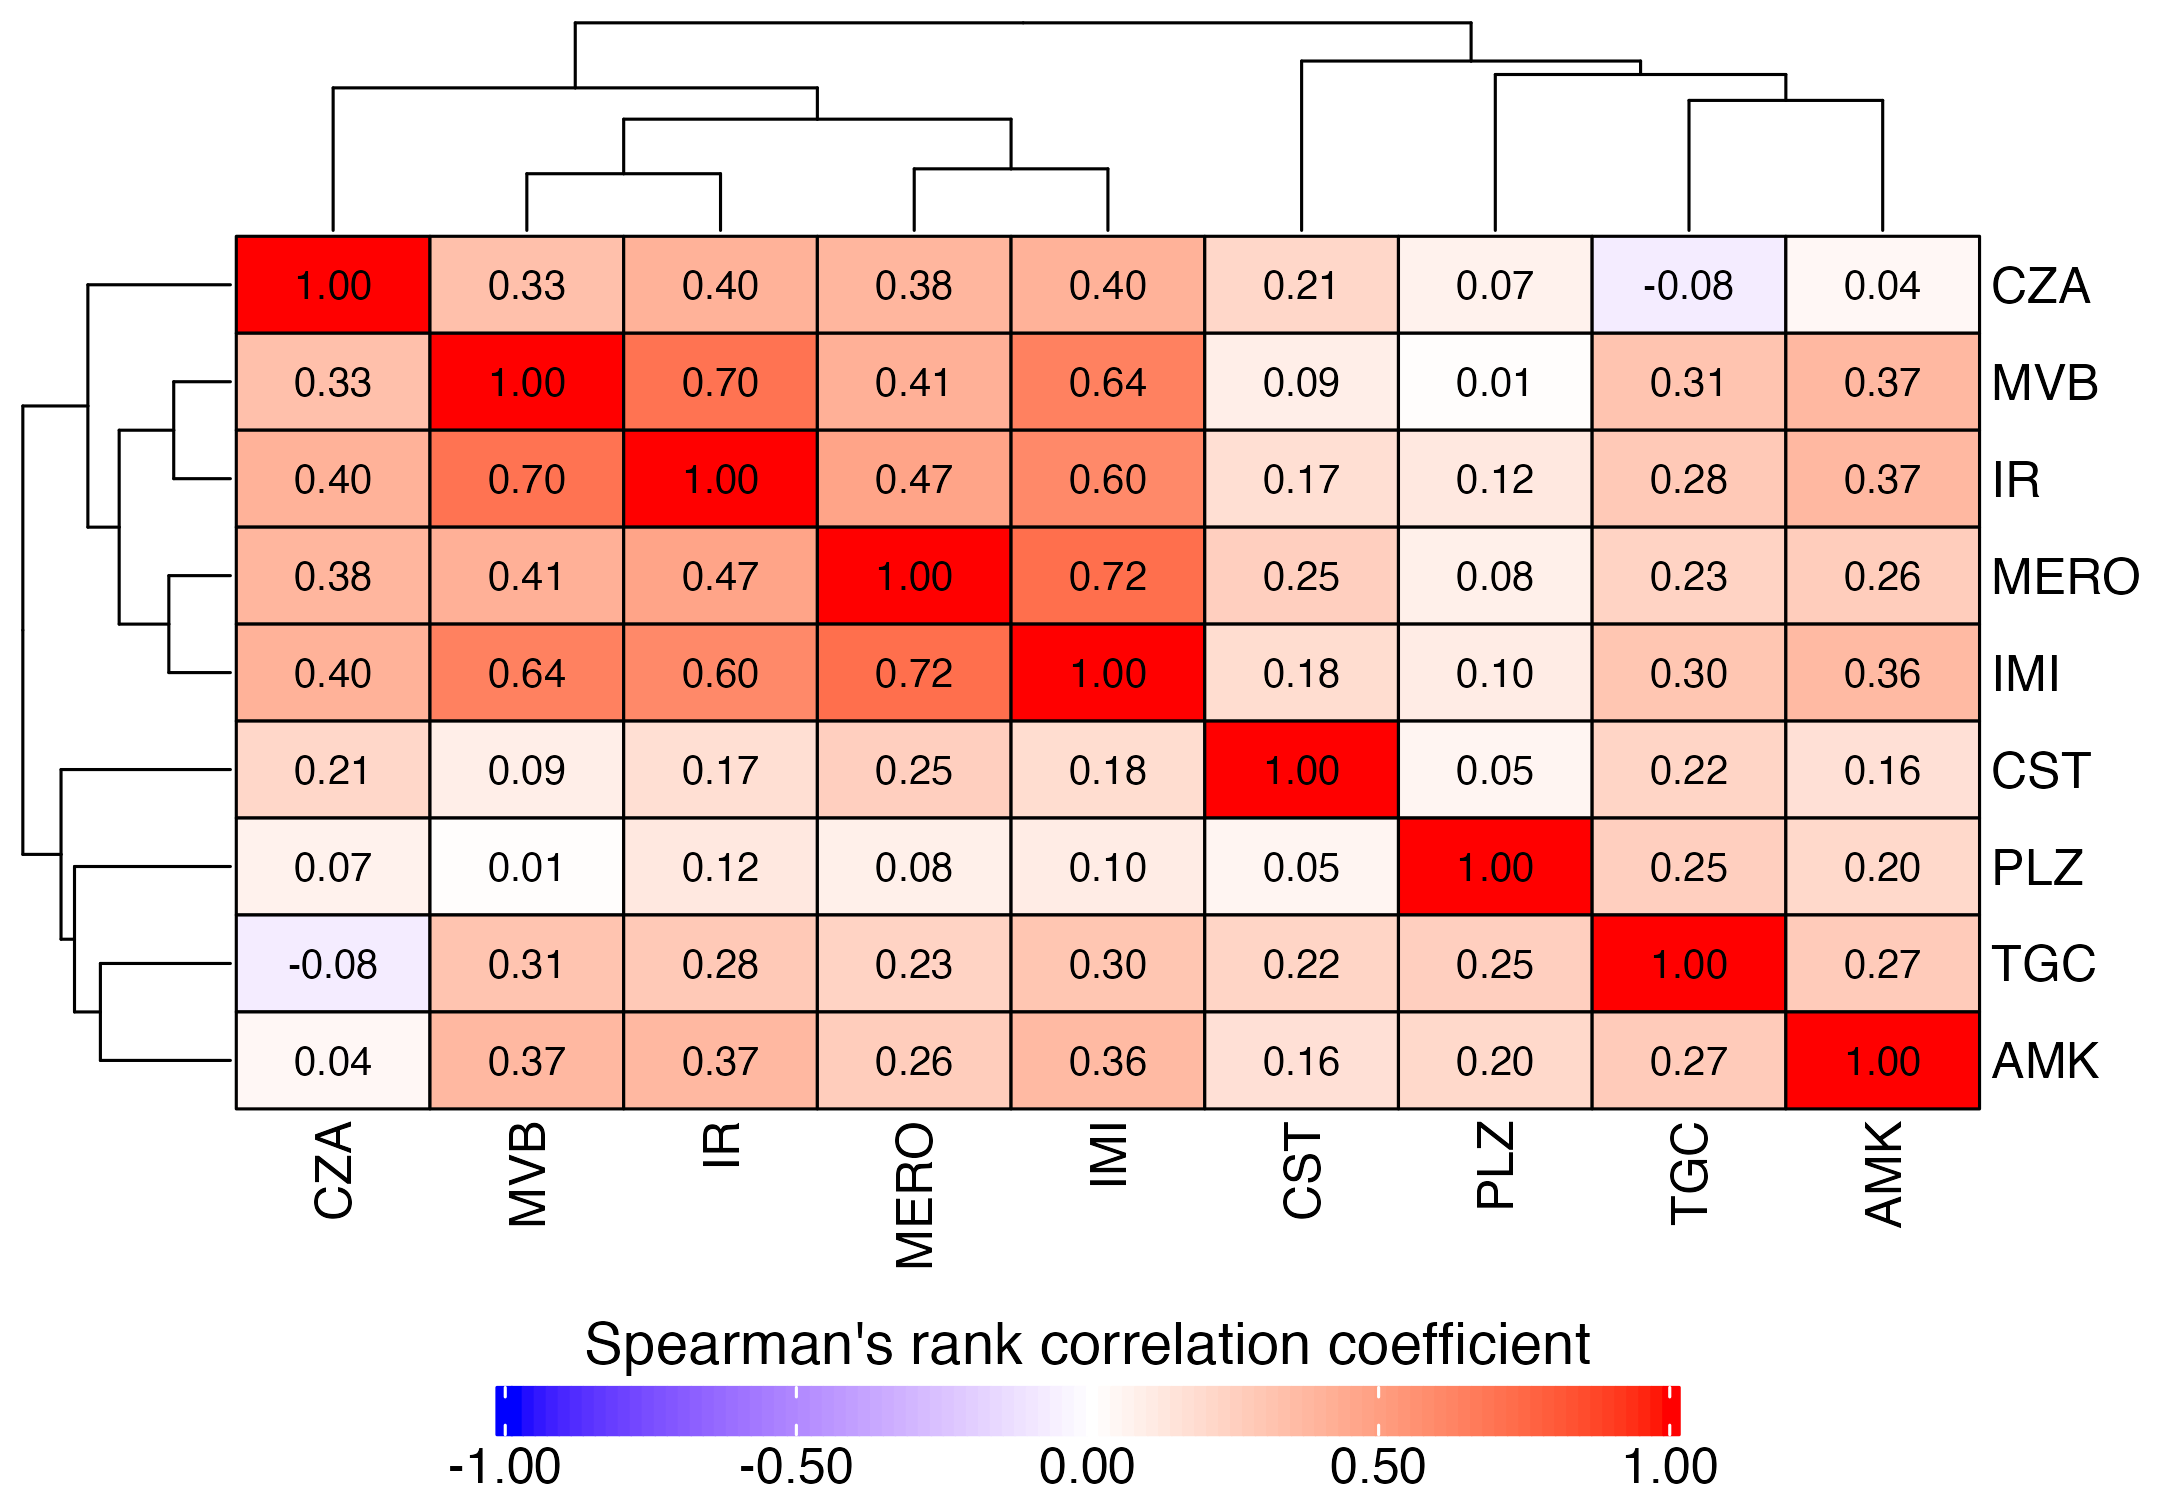 1.00 0.33 0.40 0.38 0.40 0.21 0.07 -0.08 0.04 CZA
0.33 1.00 0.70 0.41 0.64 0.09 0.01 0.31 0.37 MVB
0.40 0.70 1.00 0.47 0.60 0.17 0.12 0.28 0.37 IR
0.38 0.41 0.47 1.00 0.72 0.25 0.08 0.23 0.26 MERO
0.40 0.64 0.60 0.72 1.00 0.18 0.10 0.30 0.36 IMI
0.21 0.09 0.17 0.25 0.18 1.00 0.05 0.22 0.16 CST
0.07 0.01 0.12 0.08 0.10 0.05 1.00 0.25 0.20 PLZ
-0.08 0.31 0.28 0.23 0.30 0.22 0.25 1.00 0.27 TGC
0.04 0.37 0.37 0.26 0.36 0.16 0.20 0.27 1.00 AMK
CZA MVB IR MERO IMI CST PLZ TGC AMK
Spearman's rank correlation coefficient
-1.00 -0.50 0.00 0.50 1.00